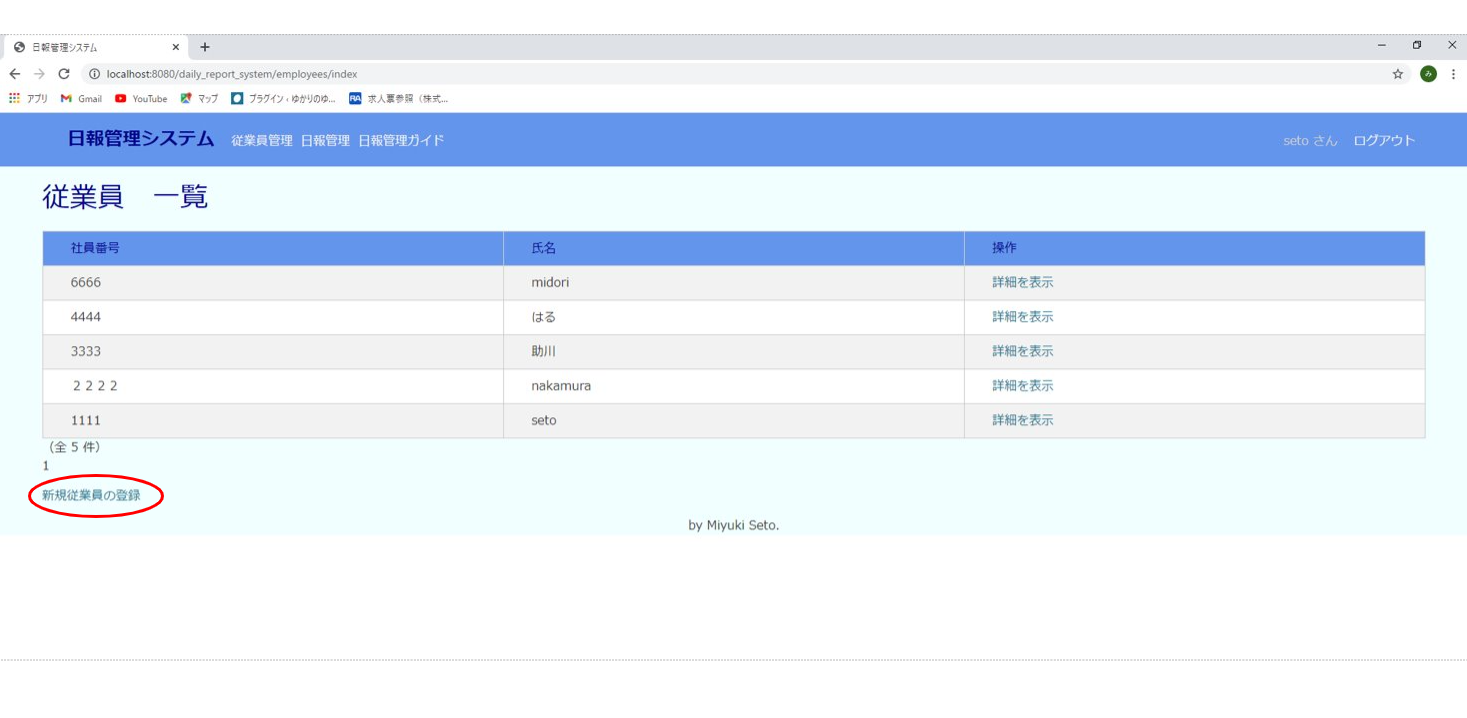 日報管理システム
localhost:8080/daily_report_system/employees/index
アプリ Gmail YouTube マップ プラグイン ‹ ゆかりのゆ... 求人票参照（株式...
日報管理システム 従業員管理 日報管理 日報管理ガイド seto さん ログアウト
従業員　一覧
社員番号 氏名 操作
6666 midori 詳細を表示
4444 はる 詳細を表示
3333 助川 詳細を表示
２２２２ nakamura 詳細を表示
1111 seto 詳細を表示
（全 5 件）
1
新規従業員の登録
by Miyuki Seto.